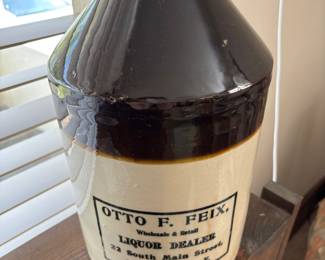 OTTO F. FEIX,
Wholesale & Retail
LIQUOR DEALER
22 South Main Street,